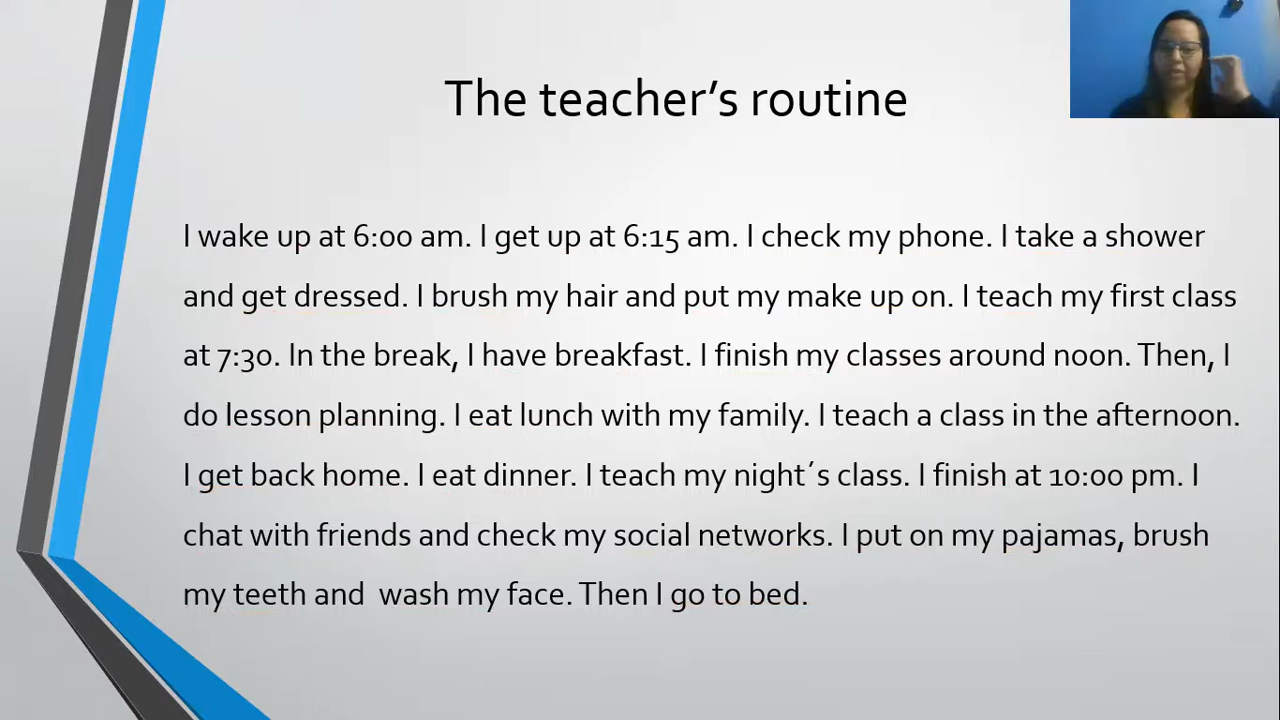 The teacher’s routine
I wake up at 6:00 am. I get up at 6:15 am. I check my phone. I take a shower
and get dressed. I brush my hair and put my make up on. I teach my first class
at 7:30. In the break, I have breakfast. I finish my classes around noon. Then, I
do lesson planning. I eat lunch with my family. I teach a class in the afternoon.
I get back home. I eat dinner. I teach my night´s class. I finish at 10:00 pm. I
chat with friends and check my social networks. I put on my pajamas, brush
my teeth and  wash my face. Then I go to bed.